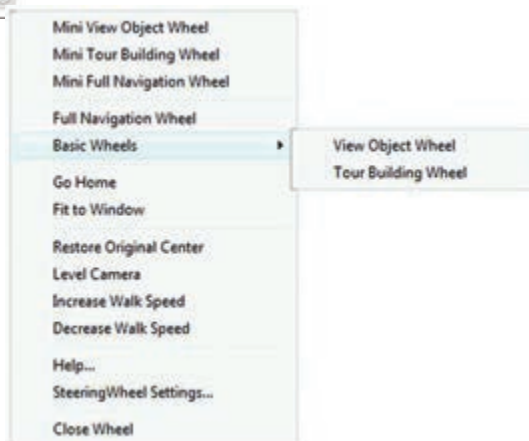 Mini View Object Wheel
Mini Tour Building Wheel
Mini Full Navigation Wheel
Full Navigation Wheel
Basic Wheels
View Object Wheel
Tour Building Wheel
Go Home
Fit to Window
Restore Original Center
Level Camera
Increase Walk Speed
Decrease Walk Speed
Help...
SteeringWheel Settings...
Close Wheel